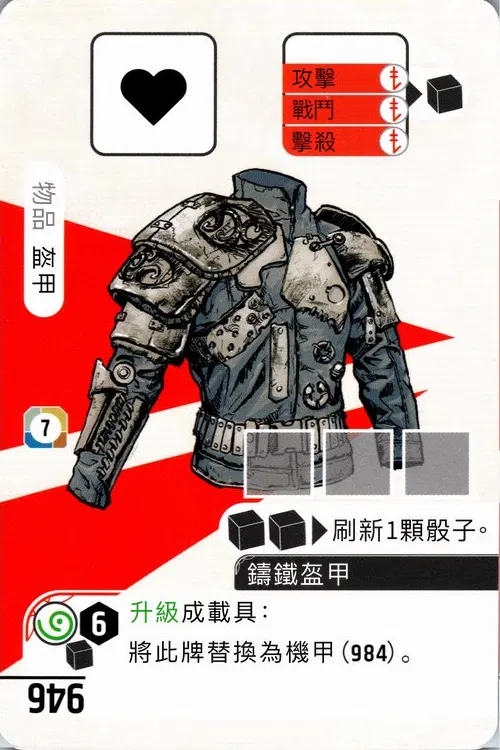 攻擊
戰鬥
擊殺
物品 盔甲
7
刷新1顆骰子。
鑄鐵盔甲
6
升級成載具：
將此牌替換為機甲(984)。
946